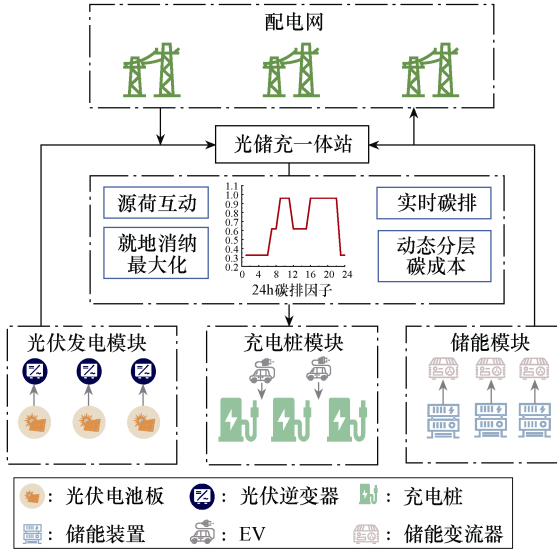 配电网
光储充一体站
源荷互动
就地消纳
最大化
1.1
1.0
0.9
0.8
0.7
0.6
0.5
0.4
0.3
0.2
0 4 8 12 16 20 24
24h碳排因子
实时碳排
动态分层
碳成本
光伏发电模块
充电桩模块
储能模块
：光伏电池板
：光伏逆变器
：充电桩
：储能装置
：EV
：储能变流器